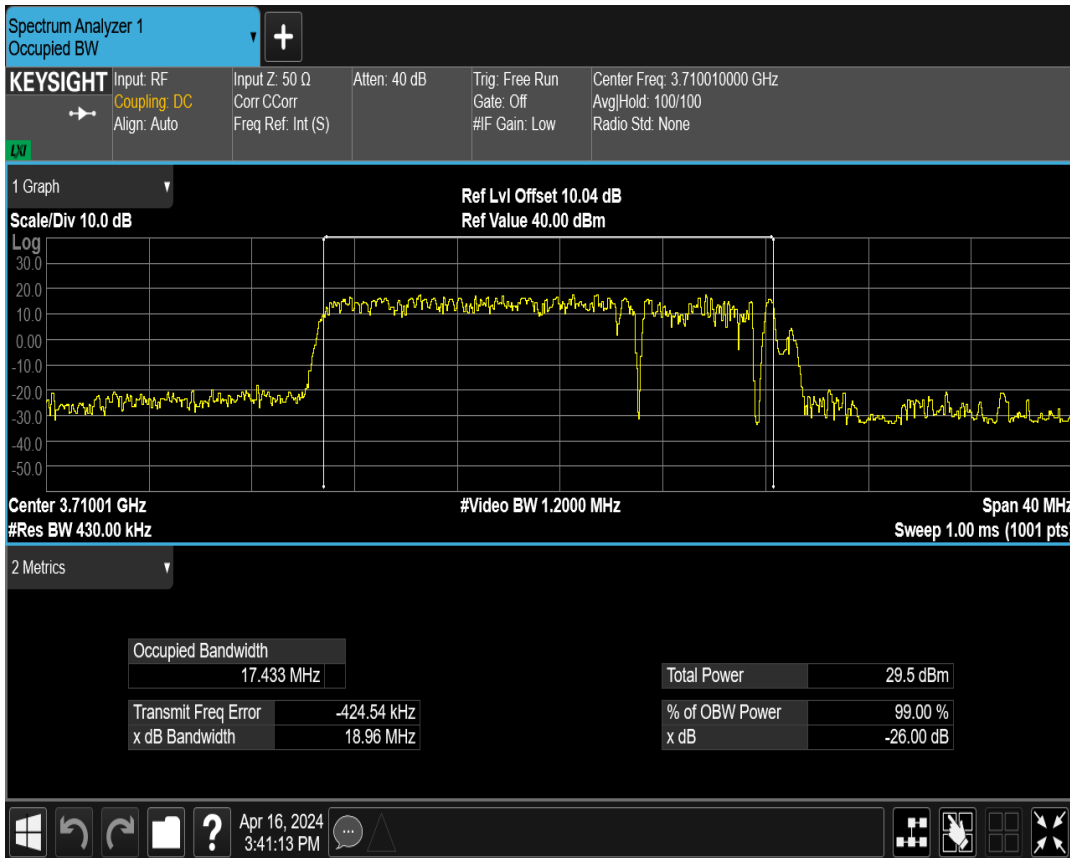 Spectrum Analyzer 1
Occupied BW
+
KEYSIGHT
LXI
Input: RF
Coupling: DC
Align: Auto
Input Z: 50 Ω
Corr CCorr
Freq Ref: Int (S)
Atten: 40 dB
Trig: Free Run
Gate: Off
#IF Gain: Low
Center Freq: 3.710010000 GHz
Avg|Hold: 100/100
Radio Std: None
1 Graph
Scale/Div 10.0 dB
Ref Lvl Offset 10.04 dB
Ref Value 40.00 dBm
Log
30.0
20.0
10.0
0.00
-10.0
-20.0
-30.0
-40.0
-50.0
Center 3.71001 GHz
#Video BW 1.2000 MHz
Span 40 MHz
#Res BW 430.00 kHz
Sweep 1.00 ms (1001 pts)
2 Metrics
Occupied Bandwidth
17.433 MHz
Transmit Freq Error -424.54 kHz
x dB Bandwidth 18.96 MHz
Total Power 29.5 dBm
% of OBW Power 99.00 %
x dB -26.00 dB
?
Apr 16, 2024
3:41:13 PM